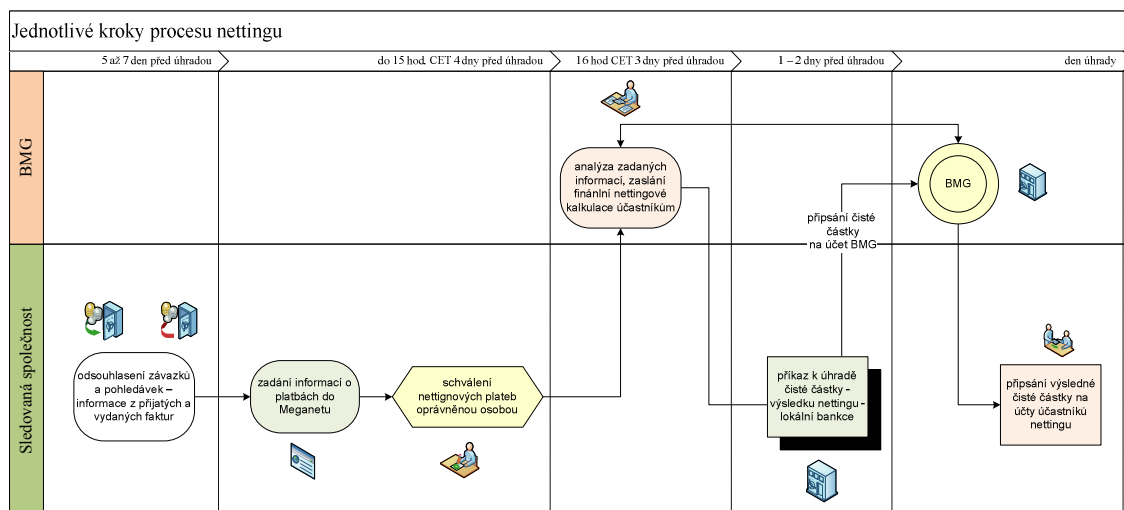 Jednotlivé kroky procesu nettingu
5 až 7 den před úhradou
do 15 hod. CET 4 dny před úhradou
16 hod CET 3 dny před úhradou
1 – 2 dny před úhradou
den úhrady
BMG
analýza zadaných
informací, zaslání
finánlní nettingové
kalkulace účastníkům
BMG
připsání čisté
částky
na účet BMG
Sledovaná společnost
odsouhlasení závazků
a pohledávek –
informace z přijatých a
vydaných faktur
zadání informací o
platbách do
Meganetu
schválení
nettignových plateb
oprávněnou osobou
příkaz k úhradě
čisté částky -
výsledku nettingu -
lokální bankce
připsání výsledné
čisté částky na
účty účastníků
nettingu